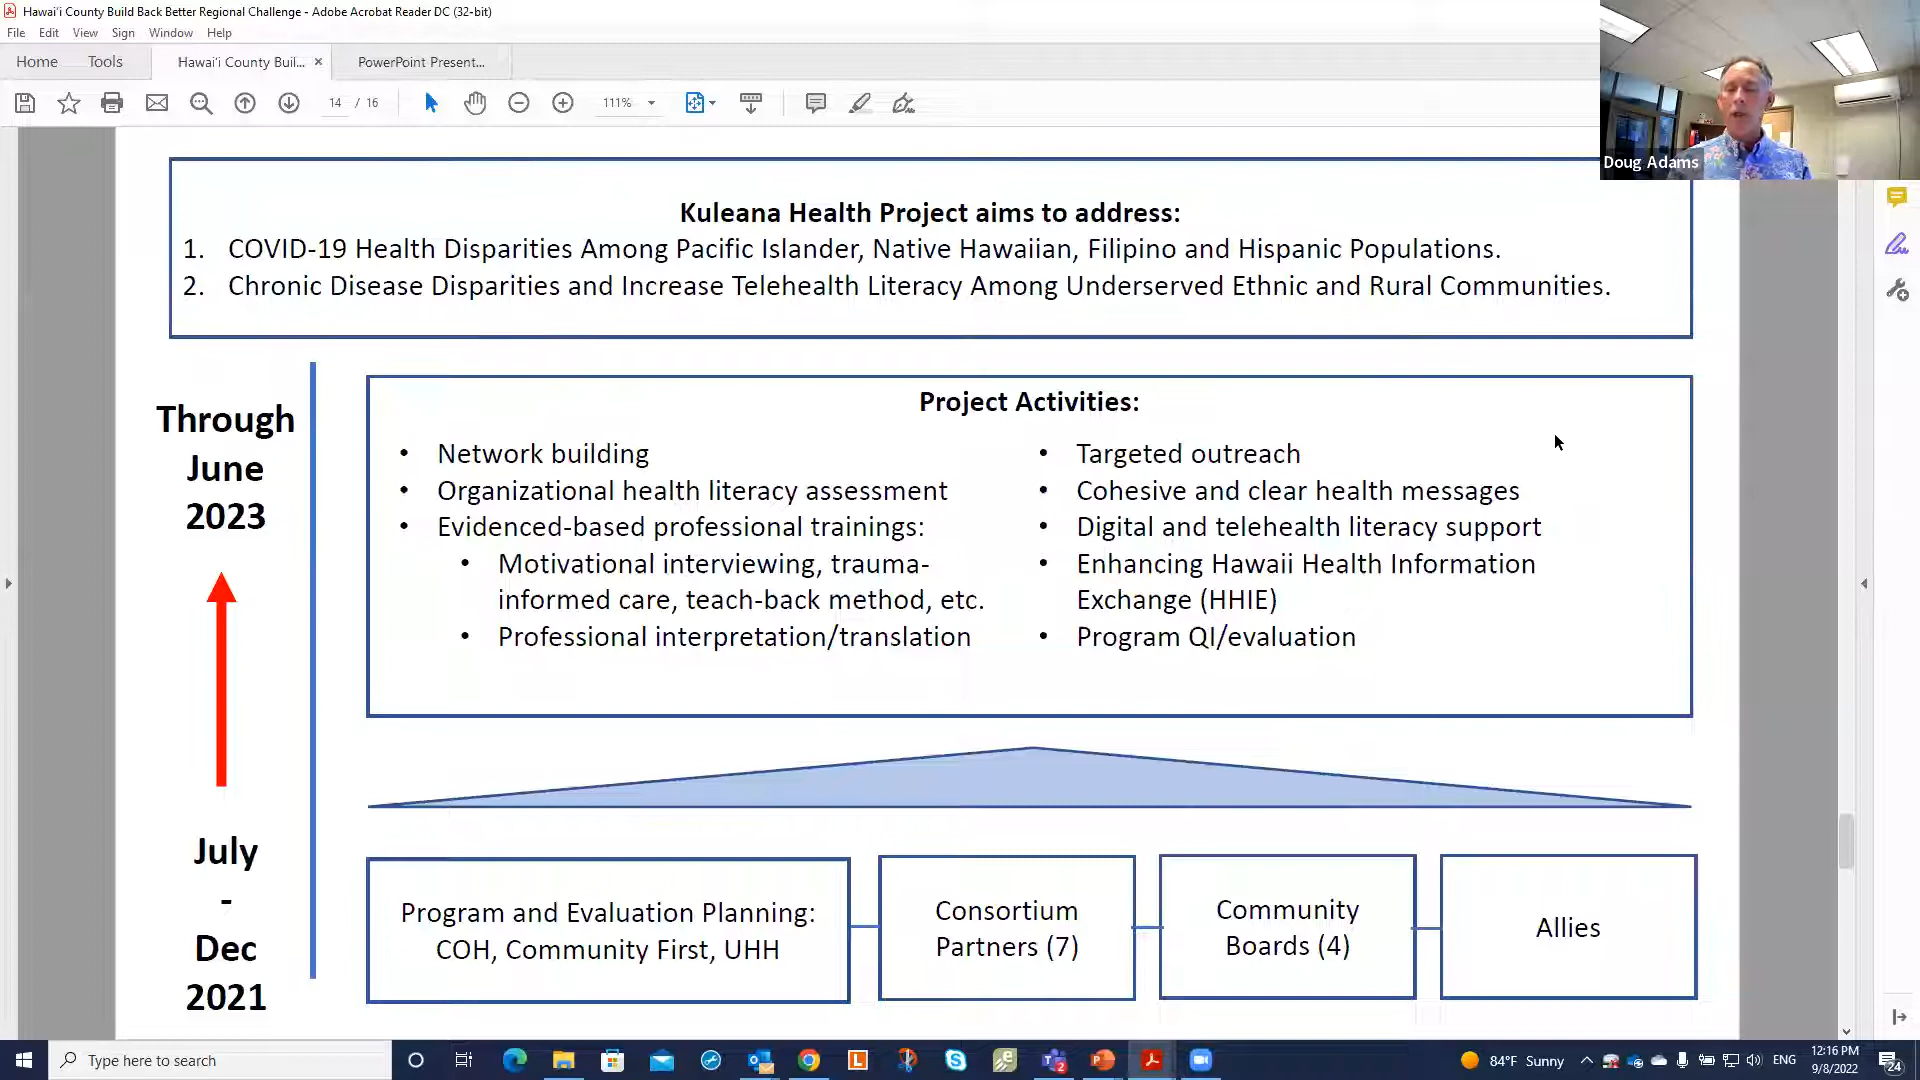 Hawai'i County Build Back Better Regional Challenge - Adobe Acrobat Reader DC (32-bit)
File Edit View Sign Window Help
Home Tools Hawai'i County Buil... × PowerPoint Present...
14 / 16 111%
Doug Adams
Kuleana Health Project aims to address:
1. COVID-19 Health Disparities Among Pacific Islander, Native Hawaiian, Filipino and Hispanic Populations.
2. Chronic Disease Disparities and Increase Telehealth Literacy Among Underserved Ethnic and Rural Communities.
Through
June
2023
July
-
Dec
2021
Project Activities:
• Network building
• Organizational health literacy assessment
• Evidenced-based professional trainings:
• Motivational interviewing, trauma-
informed care, teach-back method, etc.
• Professional interpretation/translation
• Targeted outreach
• Cohesive and clear health messages
• Digital and telehealth literacy support
• Enhancing Hawaii Health Information
Exchange (HHIE)
• Program QI/evaluation
Program and Evaluation Planning:
COH, Community First, UHH
Consortium
Partners (7)
Community
Boards (4)
Allies
Type here to search
84°F Sunny
ENG
12:16 PM
9/8/2022
24